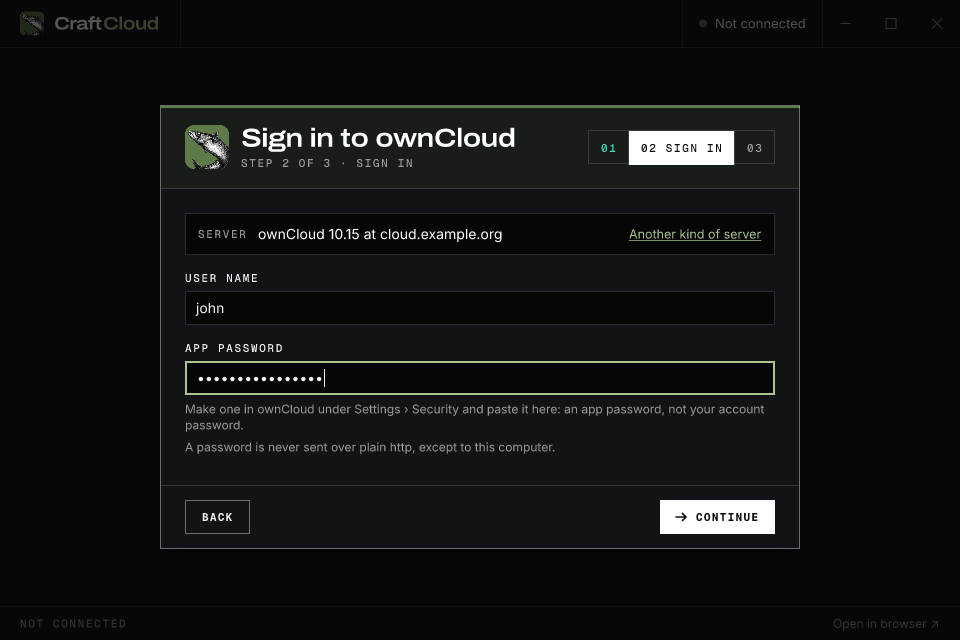 CraftCloud
Not connected
Sign in to ownCloud
STEP 2 OF 3 · SIGN IN
01
02 SIGN IN
03
SERVER ownCloud 10.15 at cloud.example.org
Another kind of server
USER NAME
john
APP PASSWORD
••••••••••••••••
Make one in ownCloud under Settings › Security and paste it here: an app password, not your account
password.
A password is never sent over plain http, except to this computer.
BACK
→ CONTINUE
NOT CONNECTED
Open in browser ↗